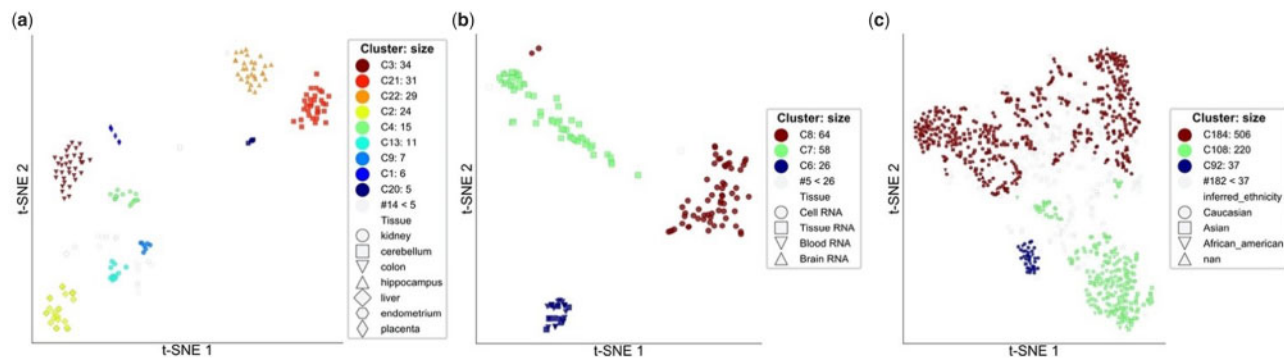 (a)
t-SNE 2
t-SNE 1
Cluster: size
C3: 34
C21: 31
C22: 29
C2: 24
C4: 15
C13: 11
C9: 7
C1: 6
C20: 5
#14 < 5
Tissue
kidney
cerebellum
colon
hippocampus
liver
endometrium
placenta
(b)
t-SNE 2
t-SNE 1
Cluster: size
C8: 64
C7: 58
C6: 26
#5 < 26
Tissue
Cell RNA
Tissue RNA
Blood RNA
Brain RNA
(c)
t-SNE 2
t-SNE 1
Cluster: size
C184: 506
C108: 220
C92: 37
#182 < 37
inferred_ethnicity
Caucasian
Asian
African_american
nan